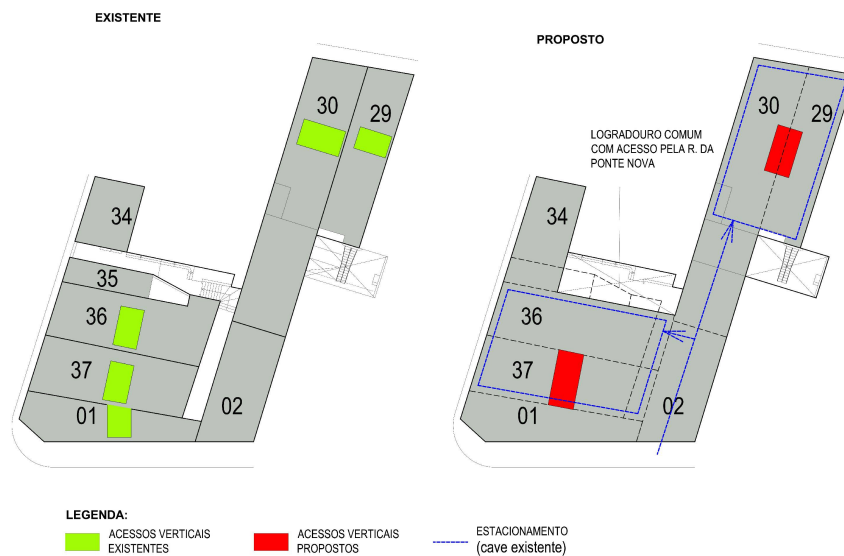 EXISTENTE
30
29
34
35
36
37
01
02
PROPOSTO
LOGRADOURO COMUM
COM ACESSO PELA R. DA
PONTE NOVA
30
29
34
36
37
01
02
LEGENDA:
ACESSOS VERTICAIS
EXISTENTES
ACESSOS VERTICAIS
PROPOSTOS
ESTACIONAMENTO
(cave existente)